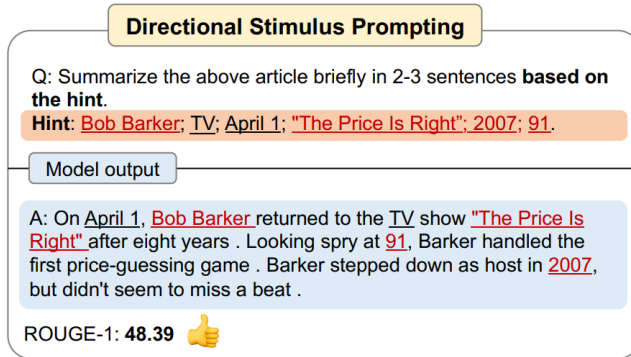 Directional Stimulus Prompting
Q: Summarize the above article briefly in 2-3 sentences based on
the hint.
Hint: Bob Barker; TV; April 1; "The Price Is Right”; 2007; 91.
Model output
A: On April 1, Bob Barker returned to the TV show "The Price Is
Right" after eight years . Looking spry at 91, Barker handled the
first price-guessing game . Barker stepped down as host in 2007,
but didn't seem to miss a beat .
ROUGE-1: 48.39